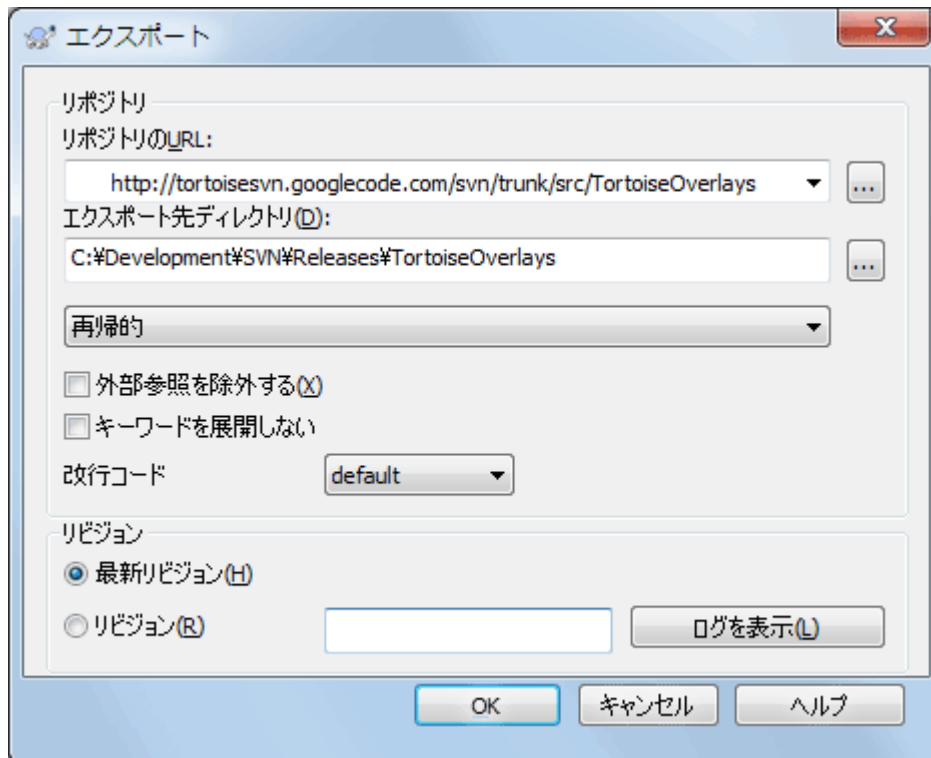 エクスポート
リポジトリ
リポジトリのURL:
http://tortoisesvn.googlecode.com/svn/trunk/src/TortoiseOverlays
...
エクスポート先ディレクトリ(D):
C:¥Development¥SVN¥Releases¥TortoiseOverlays
...
再帰的
外部参照を除外する(X)
キーワードを展開しない
改行コード default
リビジョン
最新リビジョン(H)
リビジョン(R) ログを表示(L)
OK キャンセル ヘルプ